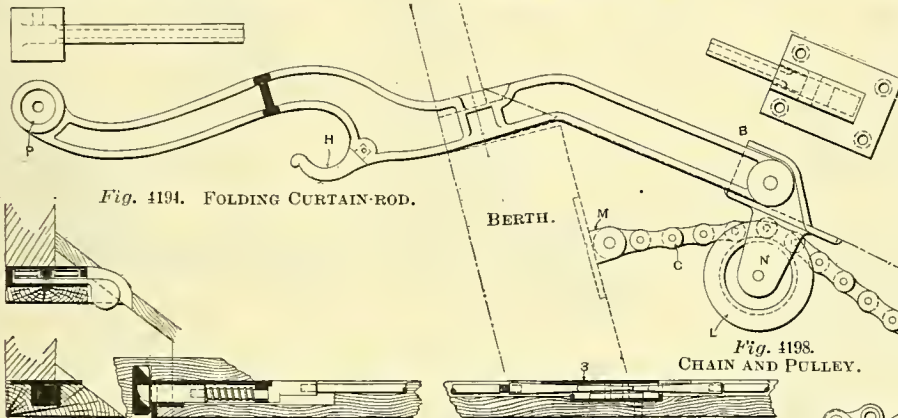 B
P
H
Fig. 4194. FOLDING CURTAIN-ROD.
BERTH.
M
C
N
L
Fig. 4198.
CHAIN AND PULLEY.
3